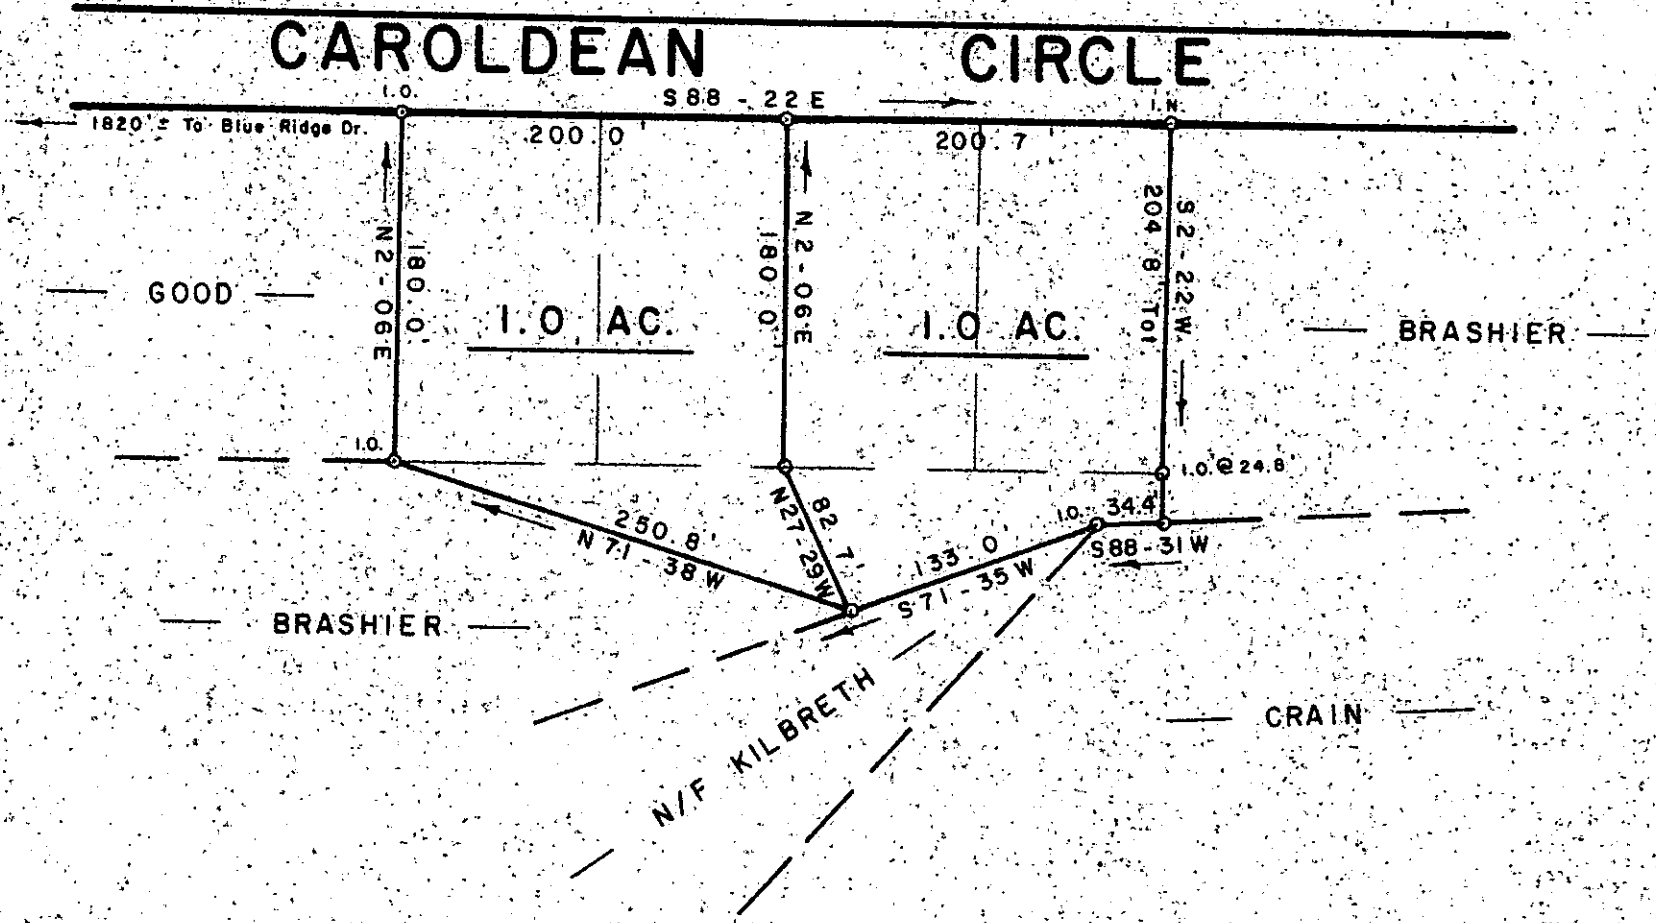 CAROLDEAN CIRCLE
I.O. S 88 - 22 E I.N.
1820' ± To Blue Ridge Dr.
200.0 200.7
N 2 - 06 E
180.0'
180.0'
N 2 - 06 E
204.8' Tot.
S 2 - 22 W.
GOOD
1.0 AC. 1.0 AC.
BRASHIER
I.O.
I.O. @ 24.8'
250.8'
N 71 - 38 W
82.7
N 27 - 29 W
133.0'
S 71 - 35 W
I.O. 34.4'
S 88 - 31 W
BRASHIER
N/F KILBRETH
CRAIN